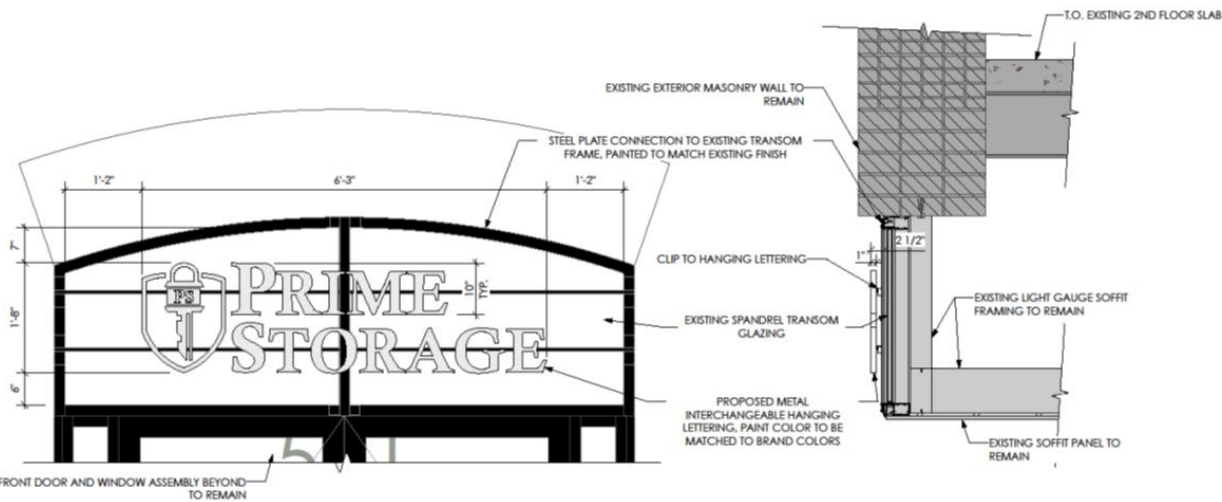 T.O. EXISTING 2ND FLOOR SLAB
EXISTING EXTERIOR MASONRY WALL TO
REMAIN
STEEL PLATE CONNECTION TO EXISTING TRANSOM
FRAME, PAINTED TO MATCH EXISTING FINISH
1'-2"
6'-3"
1'-2"
7"
1'-8"
6"
PS
PRIME
STORAGE
10"
TYP.
2 1/2"
1"
CLIP TO HANGING LETTERING
EXISTING SPANDREL TRANSOM
GLAZING
EXISTING LIGHT GAUGE SOFFIT
FRAMING TO REMAIN
PROPOSED METAL
INTERCHANGEABLE HANGING
LETTERING, PAINT COLOR TO BE
MATCHED TO BRAND COLORS
EXISTING SOFFIT PANEL TO
REMAIN
FRONT DOOR AND WINDOW ASSEMBLY BEYOND
TO REMAIN